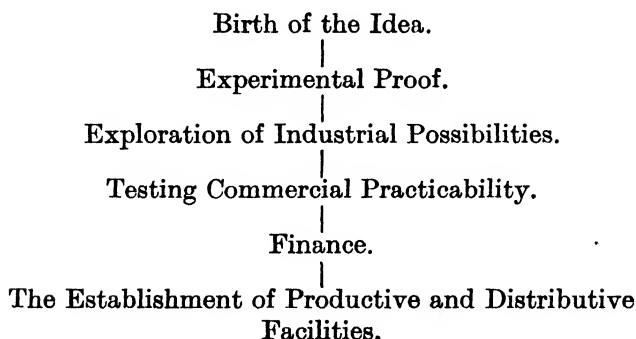 Birth of the Idea.
Experimental Proof.
Exploration of Industrial Possibilities.
Testing Commercial Practicability.
Finance.
The Establishment of Productive and Distributive
Facilities.